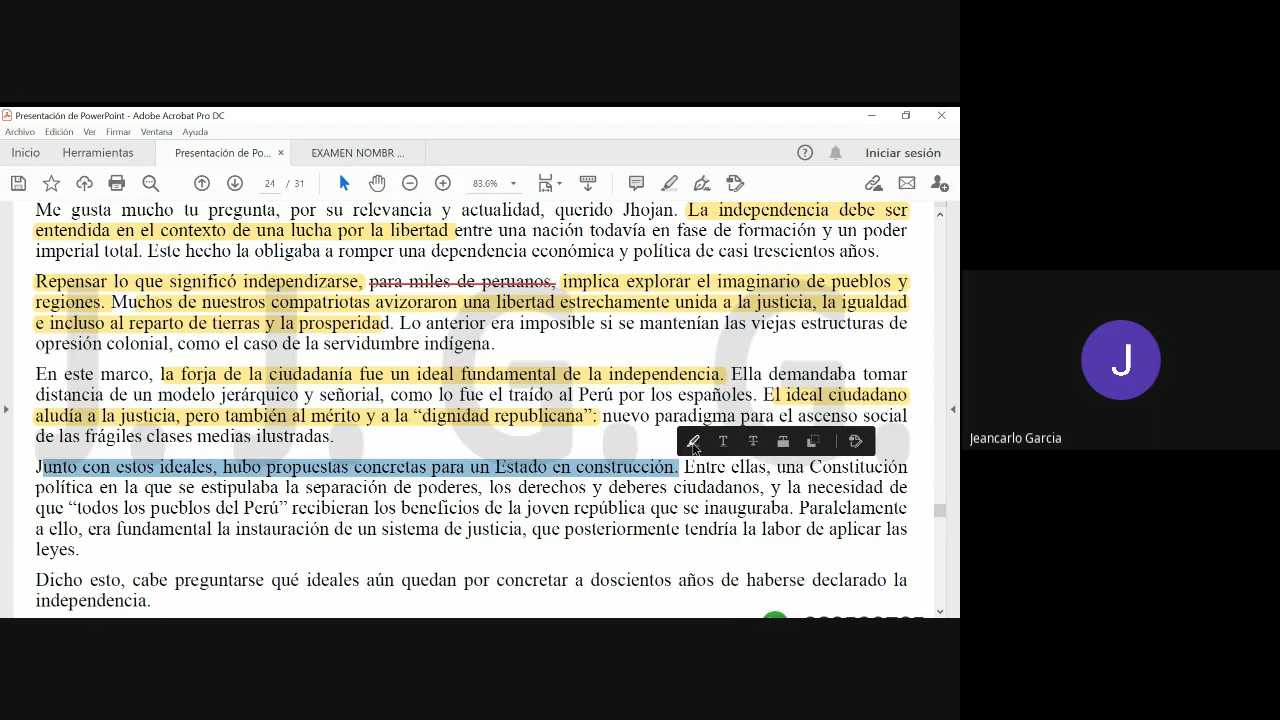 Presentación de PowerPoint - Adobe Acrobat Pro DC
Archivo Edición Ver Firmar Ventana Ayuda
Inicio Herramientas Presentación de Po... × EXAMEN NOMBR ... Iniciar sesión
24 / 31 83.6%
Me gusta mucho tu pregunta, por su relevancia y actualidad, querido Jhojan. La independencia debe ser
entendida en el contexto de una lucha por la libertad entre una nación todavía en fase de formación y un poder
imperial total. Este hecho la obligaba a romper una dependencia económica y política de casi trescientos años.
Repensar lo que significó independizarse, para miles de peruanos, implica explorar el imaginario de pueblos y
regiones. Muchos de nuestros compatriotas avizoraron una libertad estrechamente unida a la justicia, la igualdad
e incluso al reparto de tierras y la prosperidad. Lo anterior era imposible si se mantenían las viejas estructuras de
opresión colonial, como el caso de la servidumbre indígena.
En este marco, la forja de la ciudadanía fue un ideal fundamental de la independencia. Ella demandaba tomar
distancia de un modelo jerárquico y señorial, como lo fue el traído al Perú por los españoles. El ideal ciudadano
aludía a la justicia, pero también al mérito y a la “dignidad republicana”: nuevo paradigma para el ascenso social
de las frágiles clases medias ilustradas.
Junto con estos ideales, hubo propuestas concretas para un Estado en construcción. Entre ellas, una Constitución
política en la que se estipulaba la separación de poderes, los derechos y deberes ciudadanos, y la necesidad de
que “todos los pueblos del Perú” recibieran los beneficios de la joven república que se inauguraba. Paralelamente
a ello, era fundamental la instauración de un sistema de justicia, que posteriormente tendría la labor de aplicar las
leyes.
Dicho esto, cabe preguntarse qué ideales aún quedan por concretar a doscientos años de haberse declarado la
independencia.
J
Jeancarlo Garcia